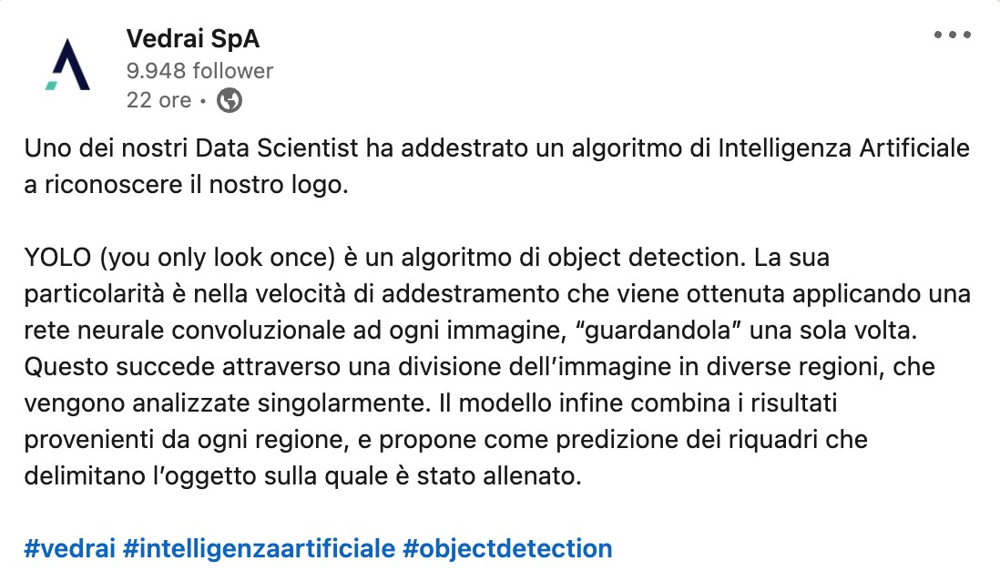 Vedrai SpA
9.948 follower
22 ore •
Uno dei nostri Data Scientist ha addestrato un algoritmo di Intelligenza Artificiale
a riconoscere il nostro logo.
YOLO (you only look once) è un algoritmo di object detection. La sua
particolarità è nella velocità di addestramento che viene ottenuta applicando una
rete neurale convoluzionale ad ogni immagine, “guardandola” una sola volta.
Questo succede attraverso una divisione dell’immagine in diverse regioni, che
vengono analizzate singolarmente. Il modello infine combina i risultati
provenienti da ogni regione, e propone come predizione dei riquadri che
delimitano l’oggetto sulla quale è stato allenato.
#vedrai #intelligenzaartificiale #objectdetection